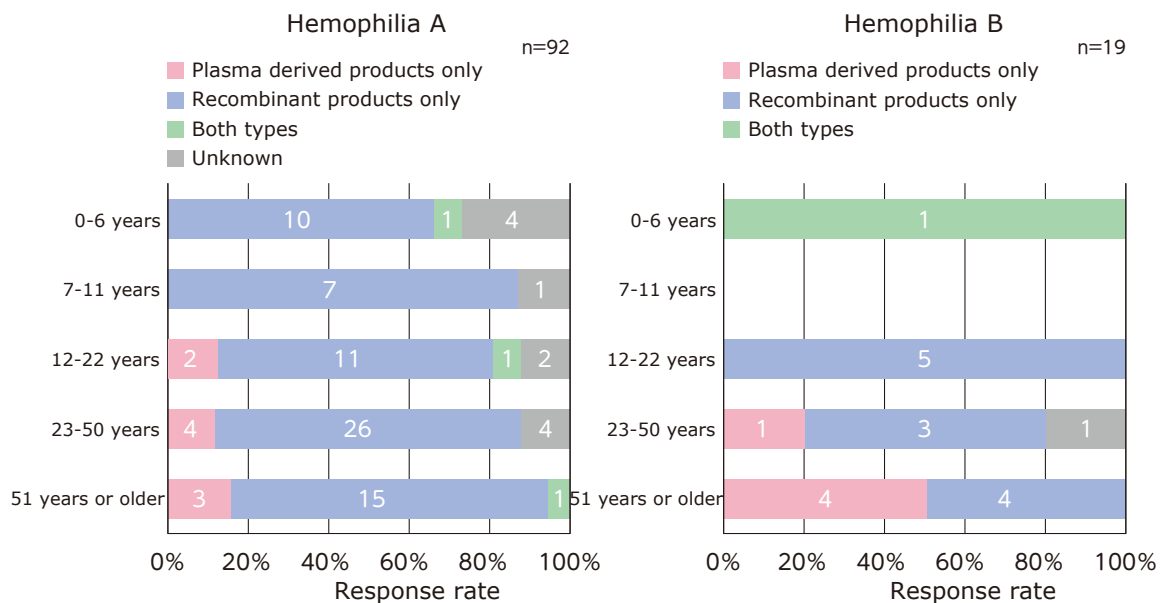 Hemophilia A
n=92
Plasma derived products only
Recombinant products only
Both types
Unknown
0-6 years
10
1
4
7-11 years
7
1
12-22 years
2
11
1
2
23-50 years
4
26
4
51 years or older
3
15
1
0%
20%
40%
60%
80%
100%
Response rate
Hemophilia B
n=19
Plasma derived products only
Recombinant products only
Both types
0-6 years
1
7-11 years
12-22 years
5
23-50 years
1
3
1
51 years or older
4
4
0%
20%
40%
60%
80%
100%
Response rate